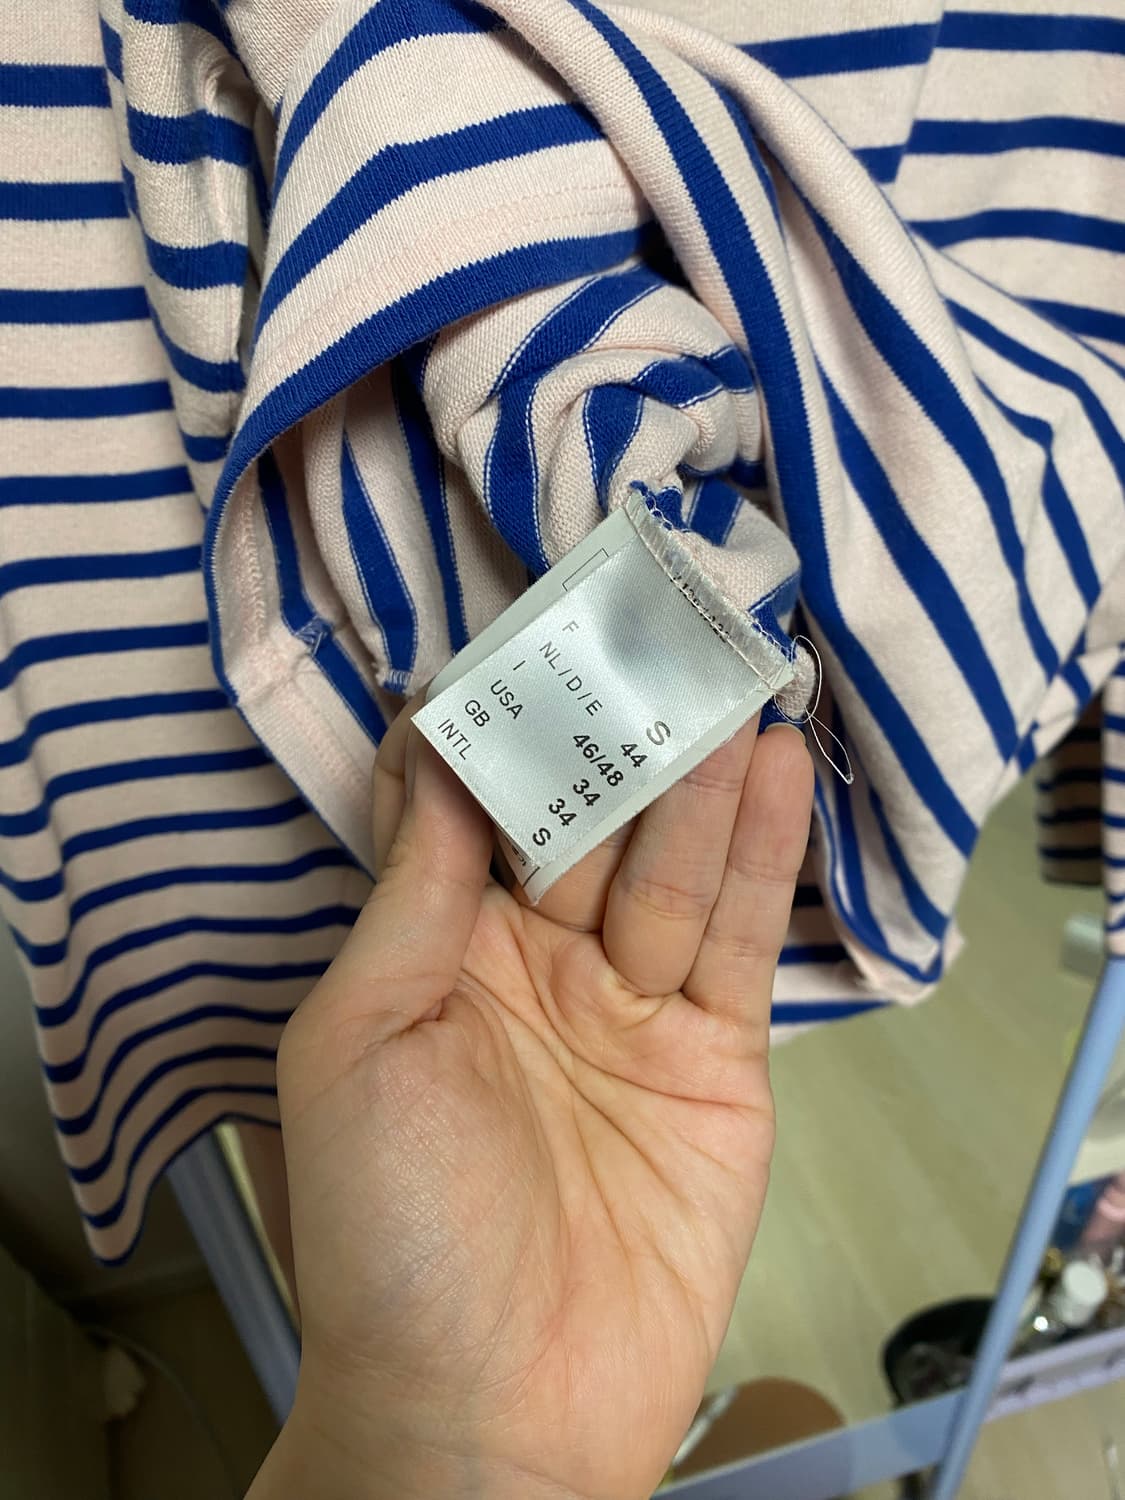 F S
NL / D / E 44
I 46/48
USA 34
GB 34
INTL S